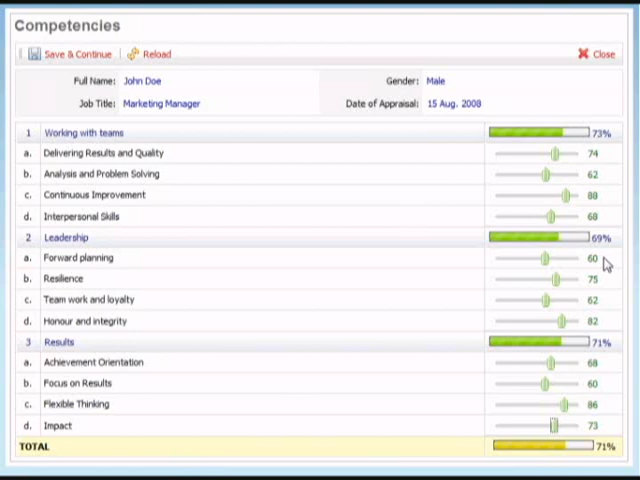 Competencies
Save & Continue Reload Close
Full Name: John Doe Gender: Male
Job Title: Marketing Manager Date of Appraisal: 15 Aug. 2008
1 Working with teams 73%
a. Delivering Results and Quality 74
b. Analysis and Problem Solving 62
c. Continuous Improvement 88
d. Interpersonal Skills 68
2 Leadership 69%
a. Forward planning 60
b. Resilience 75
c. Team work and loyalty 62
d. Honour and integrity 82
3 Results 71%
a. Achievement Orientation 68
b. Focus on Results 60
c. Flexible Thinking 86
d. Impact 73
TOTAL 71%